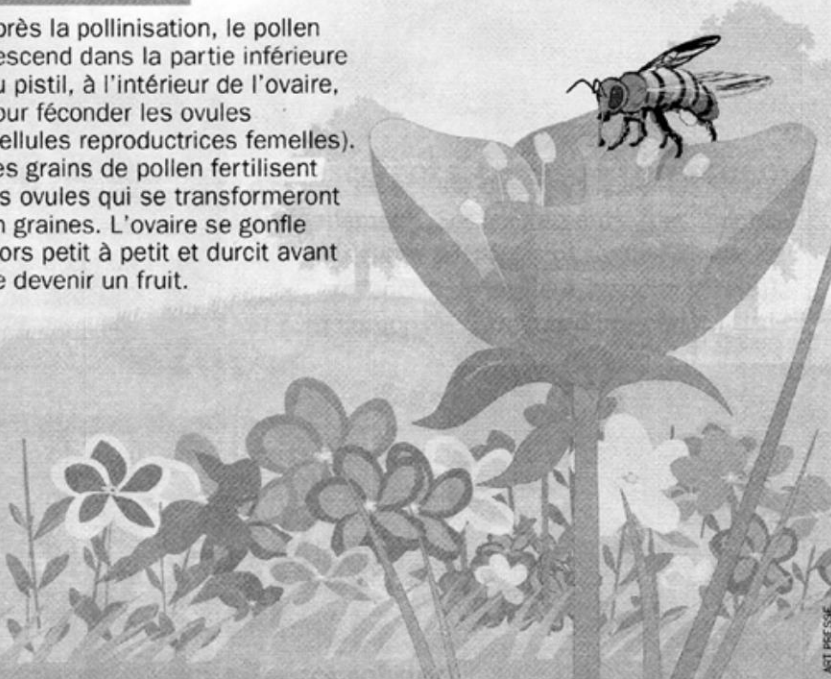 près la pollinisation, le pollen
escend dans la partie inférieure
u pistil, à l'intérieur de l'ovaire,
our féconder les ovules
ellules reproductrices femelles).
es grains de pollen fertilisent
s ovules qui se transformeront
n graines. L'ovaire se gonfle
ors petit à petit et durcit avant
e devenir un fruit.
AGT PRESSE